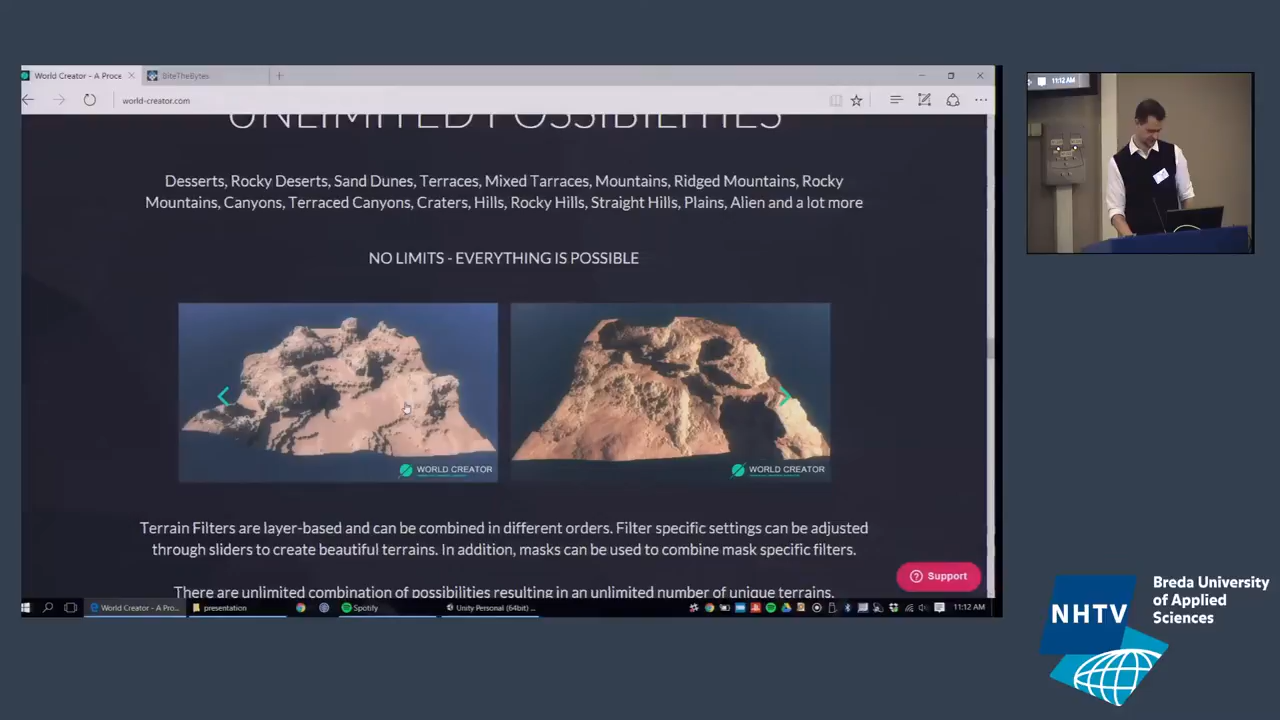 World Creator - A Proce
BiteTheBytes
world-creator.com
UNLIMITED POSSIBILITIES
Desserts, Rocky Deserts, Sand Dunes, Terraces, Mixed Tarraces, Mountains, Ridged Mountains, Rocky
Mountains, Canyons, Terraced Canyons, Craters, Hills, Rocky Hills, Straight Hills, Plains, Alien and a lot more
NO LIMITS - EVERYTHING IS POSSIBLE
WORLD CREATOR
WORLD CREATOR
Terrain Filters are layer-based and can be combined in different orders. Filter specific settings can be adjusted
through sliders to create beautiful terrains. In addition, masks can be used to combine mask specific filters.
Support
There are unlimited combination of possibilities resulting in an unlimited number of unique terrains.
World Creator - A Pro...
presentation
Spotify
Unity Personal (64bit) ...
11:12 AM
11:12 AM
NHTV
Breda University
of Applied
Sciences